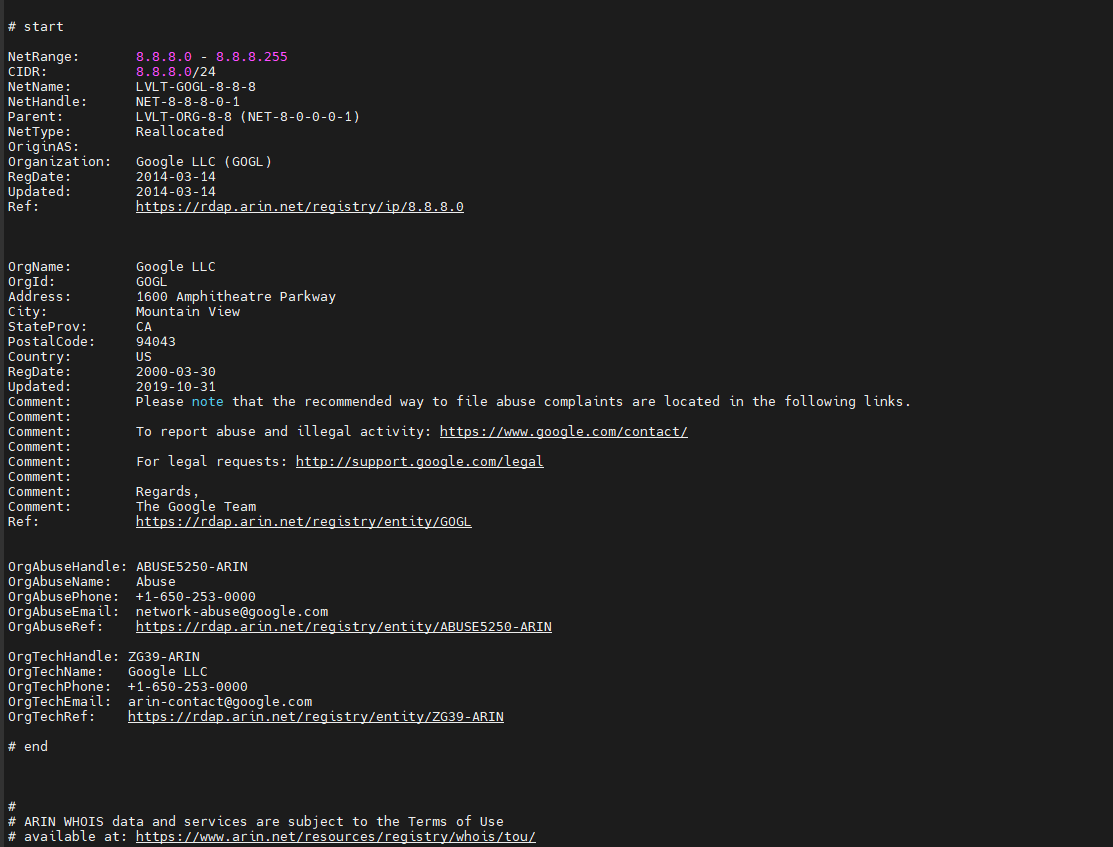 # start
NetRange: 8.8.8.0 - 8.8.8.255
CIDR: 8.8.8.0/24
NetName: LVLT-GOGL-8-8-8
NetHandle: NET-8-8-8-0-1
Parent: LVLT-ORG-8-8 (NET-8-0-0-0-1)
NetType: Reallocated
OriginAS:
Organization: Google LLC (GOGL)
RegDate: 2014-03-14
Updated: 2014-03-14
Ref: https://rdap.arin.net/registry/ip/8.8.8.0
OrgName: Google LLC
OrgId: GOGL
Address: 1600 Amphitheatre Parkway
City: Mountain View
StateProv: CA
PostalCode: 94043
Country: US
RegDate: 2000-03-30
Updated: 2019-10-31
Comment: Please note that the recommended way to file abuse complaints are located in the following links.
Comment:
Comment: To report abuse and illegal activity: https://www.google.com/contact/
Comment:
Comment: For legal requests: http://support.google.com/legal
Comment:
Comment: Regards,
Comment: The Google Team
Ref: https://rdap.arin.net/registry/entity/GOGL
OrgAbuseHandle: ABUSE5250-ARIN
OrgAbuseName: Abuse
OrgAbusePhone: +1-650-253-0000
OrgAbuseEmail: network-abuse@google.com
OrgAbuseRef: https://rdap.arin.net/registry/entity/ABUSE5250-ARIN
OrgTechHandle: ZG39-ARIN
OrgTechName: Google LLC
OrgTechPhone: +1-650-253-0000
OrgTechEmail: arin-contact@google.com
OrgTechRef: https://rdap.arin.net/registry/entity/ZG39-ARIN
# end
#
# ARIN WHOIS data and services are subject to the Terms of Use
# available at: https://www.arin.net/resources/registry/whois/tou/